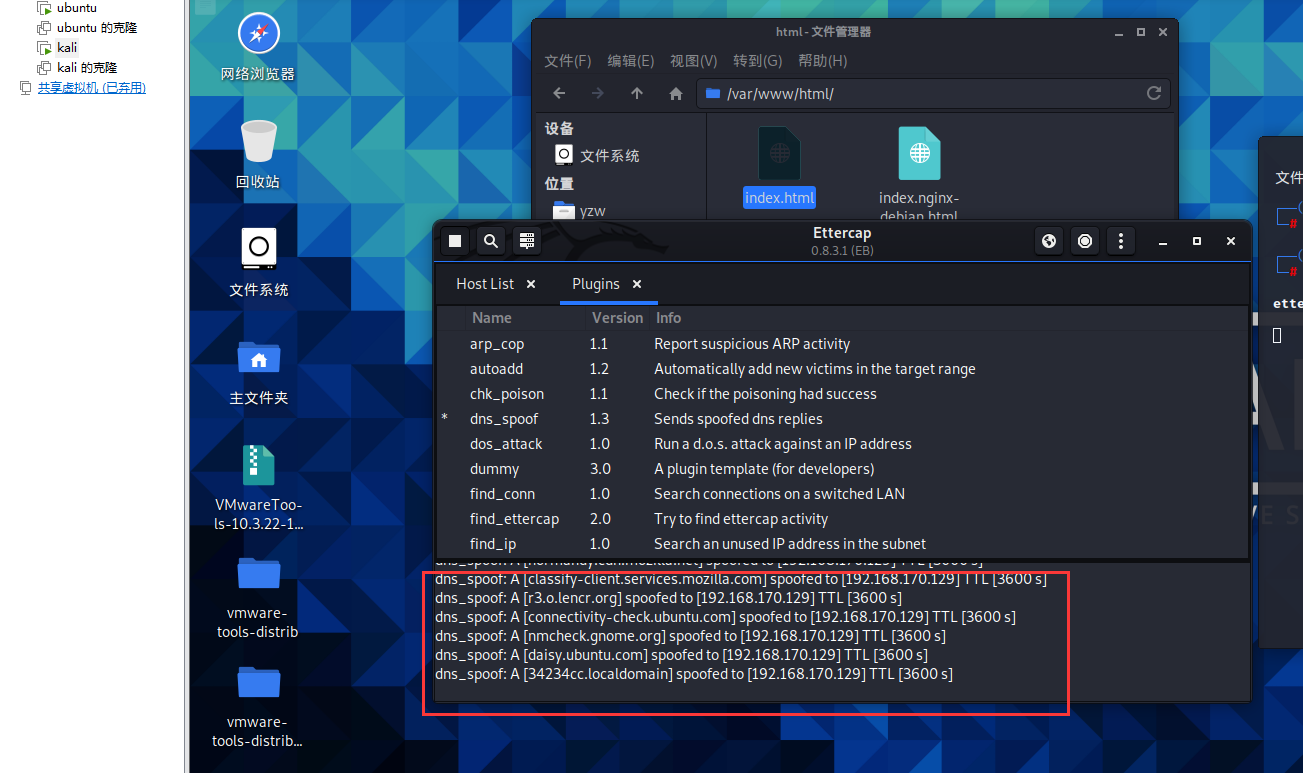 ubuntu
ubuntu 的克隆
kali
kali 的克隆
共享虚拟机 (已弃用)
网络浏览器
回收站
文件系统
主文件夹
VMwareToo-
ls-10.3.22-1...
vmware-
tools-distrib
vmware-
tools-distrib...
html - 文件管理器
文件(F) 编辑(E) 视图(V) 转到(G) 帮助(H)
/var/www/html/
设备
文件系统
位置
yzw
index.html
index.nginx-
debian.html
Ettercap
0.8.3.1 (EB)
Host List
Plugins
Name Version Info
arp_cop 1.1 Report suspicious ARP activity
autoadd 1.2 Automatically add new victims in the target range
chk_poison 1.1 Check if the poisoning had success
* dns_spoof 1.3 Sends spoofed dns replies
dos_attack 1.0 Run a d.o.s. attack against an IP address
dummy 3.0 A plugin template (for developers)
find_conn 1.0 Search connections on a switched LAN
find_ettercap 2.0 Try to find ettercap activity
find_ip 1.0 Search an unused IP address in the subnet
dns_spoof: A [classify-client.services.mozilla.com] spoofed to [192.168.170.129] TTL [3600 s]
dns_spoof: A [r3.o.lencr.org] spoofed to [192.168.170.129] TTL [3600 s]
dns_spoof: A [connectivity-check.ubuntu.com] spoofed to [192.168.170.129] TTL [3600 s]
dns_spoof: A [nmcheck.gnome.org] spoofed to [192.168.170.129] TTL [3600 s]
dns_spoof: A [daisy.ubuntu.com] spoofed to [192.168.170.129] TTL [3600 s]
dns_spoof: A [34234cc.localdomain] spoofed to [192.168.170.129] TTL [3600 s]
文件
#
#
ette